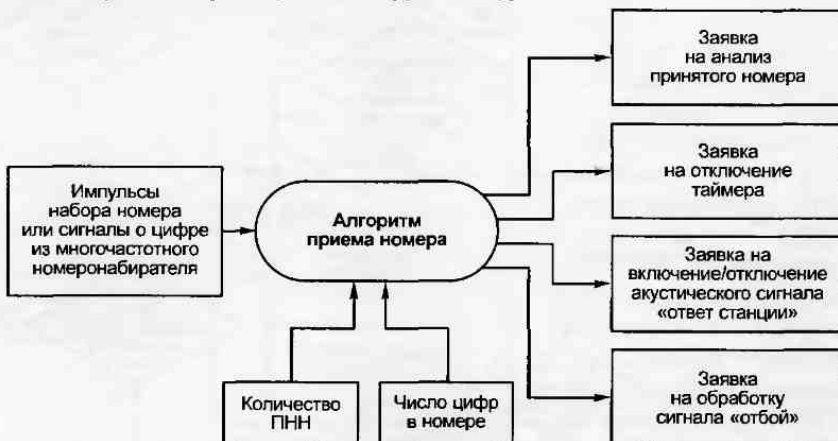 Импульсы
набора номера
или сигналы о цифре
из многочастотного
номеронабирателя
Алгоритм
приема номера
Количество
ПНН
Число цифр
в номере
Заявка
на анализ
принятого номера
Заявка
на отключение
таймера
Заявка на
включение/отключение
акустического сигнала
«ответ станции»
Заявка
на обработку
сигнала «отбой»